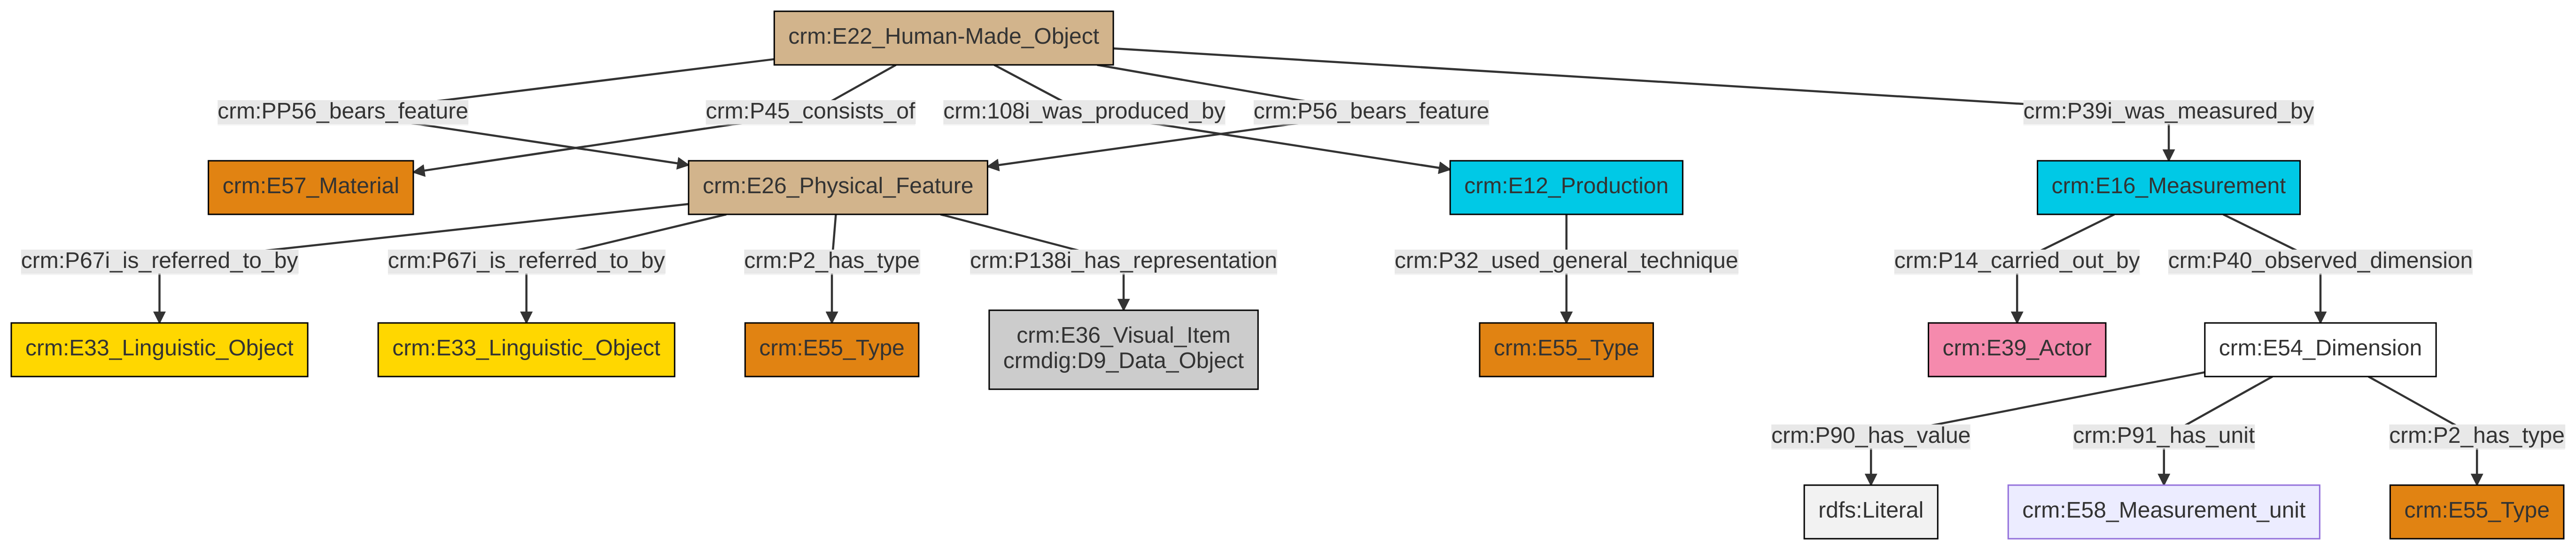 crm:E22_Human-Made_Object
crm:PP56_bears_feature
crm:P45_consists_of
crm:108i_was_produced_by
crm:P56_bears_feature
crm:P39i_was_measured_by
crm:E57_Material
crm:E26_Physical_Feature
crm:E12_Production
crm:E16_Measurement
crm:P67i_is_referred_to_by
crm:P67i_is_referred_to_by
crm:P2_has_type
crm:P138i_has_representation
crm:P32_used_general_technique
crm:P14_carried_out_by
crm:P40_observed_dimension
crm:E33_Linguistic_Object
crm:E33_Linguistic_Object
crm:E55_Type
crm:E36_Visual_Item
crmdig:D9_Data_Object
crm:E55_Type
crm:E39_Actor
crm:E54_Dimension
crm:P90_has_value
crm:P91_has_unit
crm:P2_has_type
rdfs:Literal
crm:E58_Measurement_unit
crm:E55_Type